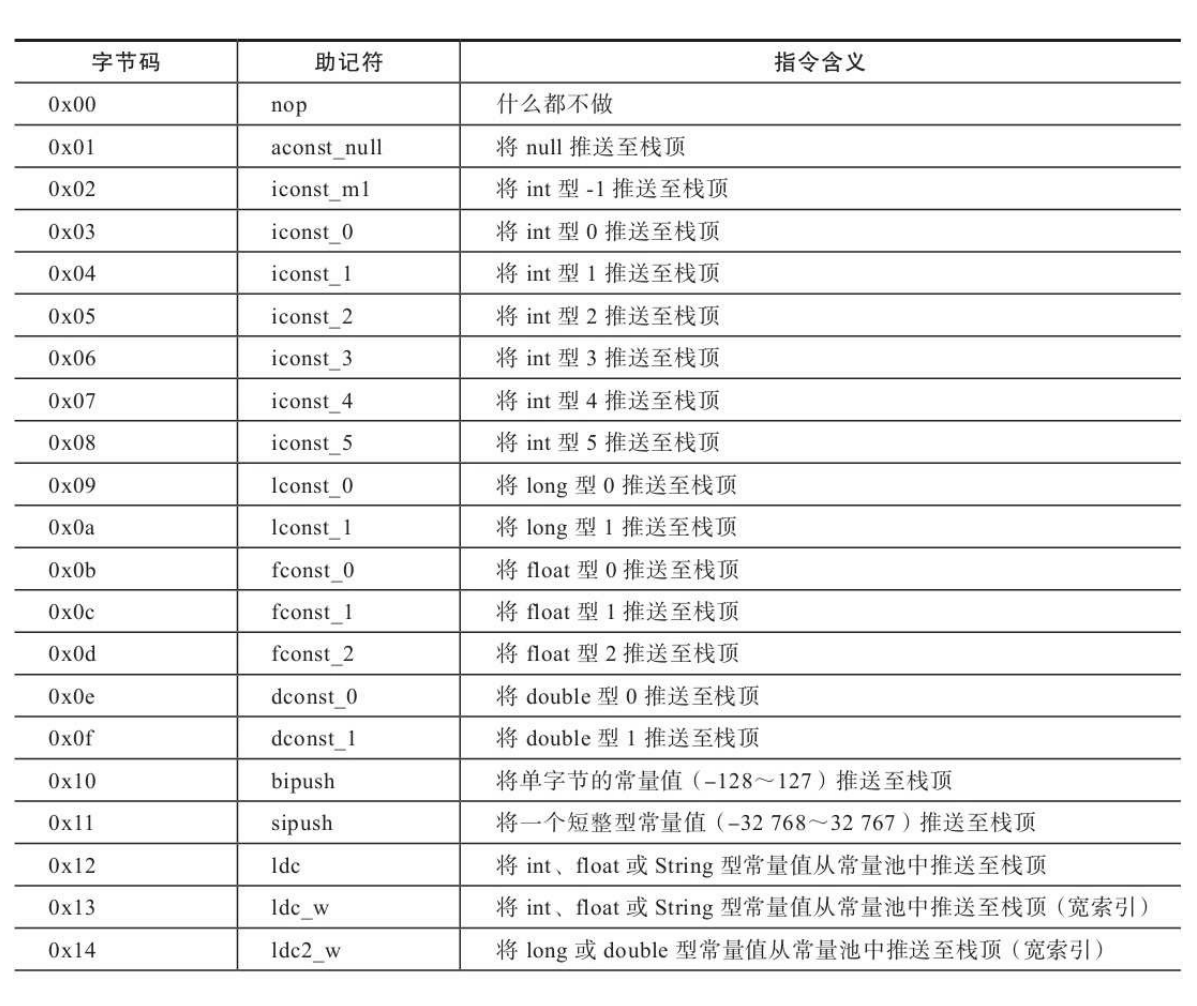 字节码 助记符 指令含义
0x00 nop 什么都不做
0x01 aconst_null 将 null 推送至栈顶
0x02 iconst_m1 将 int 型 -1 推送至栈顶
0x03 iconst_0 将 int 型 0 推送至栈顶
0x04 iconst_1 将 int 型 1 推送至栈顶
0x05 iconst_2 将 int 型 2 推送至栈顶
0x06 iconst_3 将 int 型 3 推送至栈顶
0x07 iconst_4 将 int 型 4 推送至栈顶
0x08 iconst_5 将 int 型 5 推送至栈顶
0x09 lconst_0 将 long 型 0 推送至栈顶
0x0a lconst_1 将 long 型 1 推送至栈顶
0x0b fconst_0 将 float 型 0 推送至栈顶
0x0c fconst_1 将 float 型 1 推送至栈顶
0x0d fconst_2 将 float 型 2 推送至栈顶
0x0e dconst_0 将 double 型 0 推送至栈顶
0x0f dconst_1 将 double 型 1 推送至栈顶
0x10 bipush 将单字节的常量值（–128～127）推送至栈顶
0x11 sipush 将一个短整型常量值（–32 768～32 767）推送至栈顶
0x12 ldc 将 int、float 或 String 型常量值从常量池中推送至栈顶
0x13 ldc_w 将 int、float 或 String 型常量值从常量池中推送至栈顶（宽索引）
0x14 ldc2_w 将 long 或 double 型常量值从常量池中推送至栈顶（宽索引）